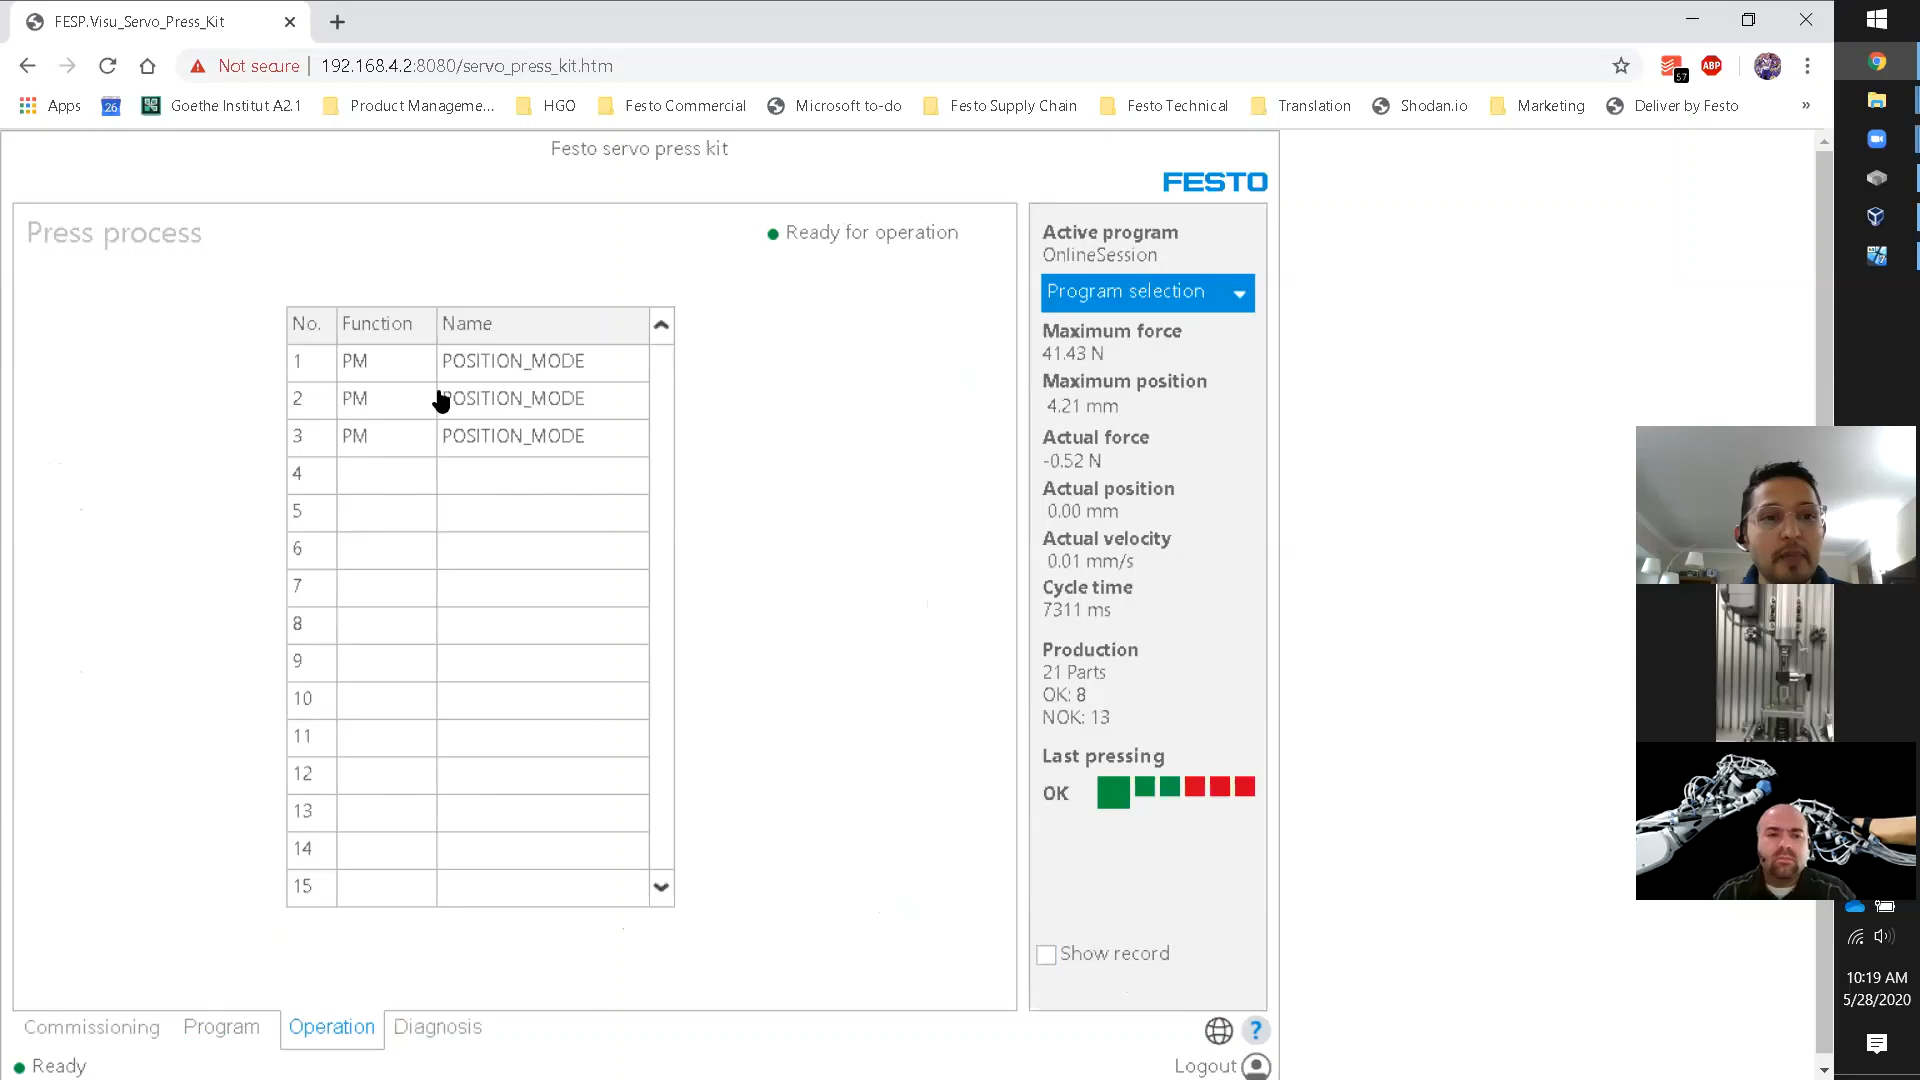 FESP.Visu_Servo_Press_Kit
Not secure
192.168.4.2:8080/servo_press_kit.htm
57
ABP
Apps
26
Goethe Institut A2.1
Product Manageme...
HGO
Festo Commercial
Microsoft to-do
Festo Supply Chain
Festo Technical
Translation
Shodan.io
Marketing
Deliver by Festo
»
Festo servo press kit
FESTO
Press process
Ready for operation
No. Function Name
1 PM POSITION_MODE
2 PM POSITION_MODE
3 PM POSITION_MODE
4
5
6
7
8
9
10
11
12
13
14
15
Active program
OnlineSession
Program selection
Maximum force
41.43 N
Maximum position
4.21 mm
Actual force
-0.52 N
Actual position
0.00 mm
Actual velocity
0.01 mm/s
Cycle time
7311 ms
Production
21 Parts
OK: 8
NOK: 13
Last pressing
OK
Show record
Commissioning Program Operation Diagnosis
?
Ready
Logout
10:19 AM
5/28/2020